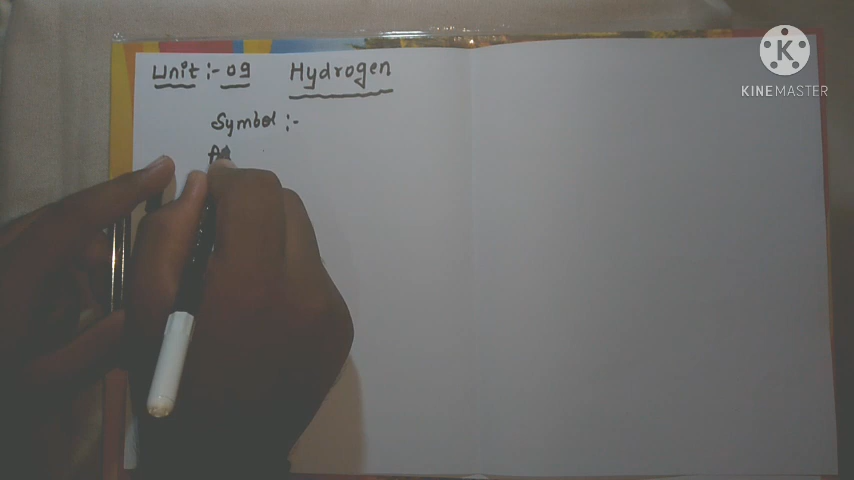 Unit :- 09 Hydrogen
Symbol :-
K
KINEMASTER